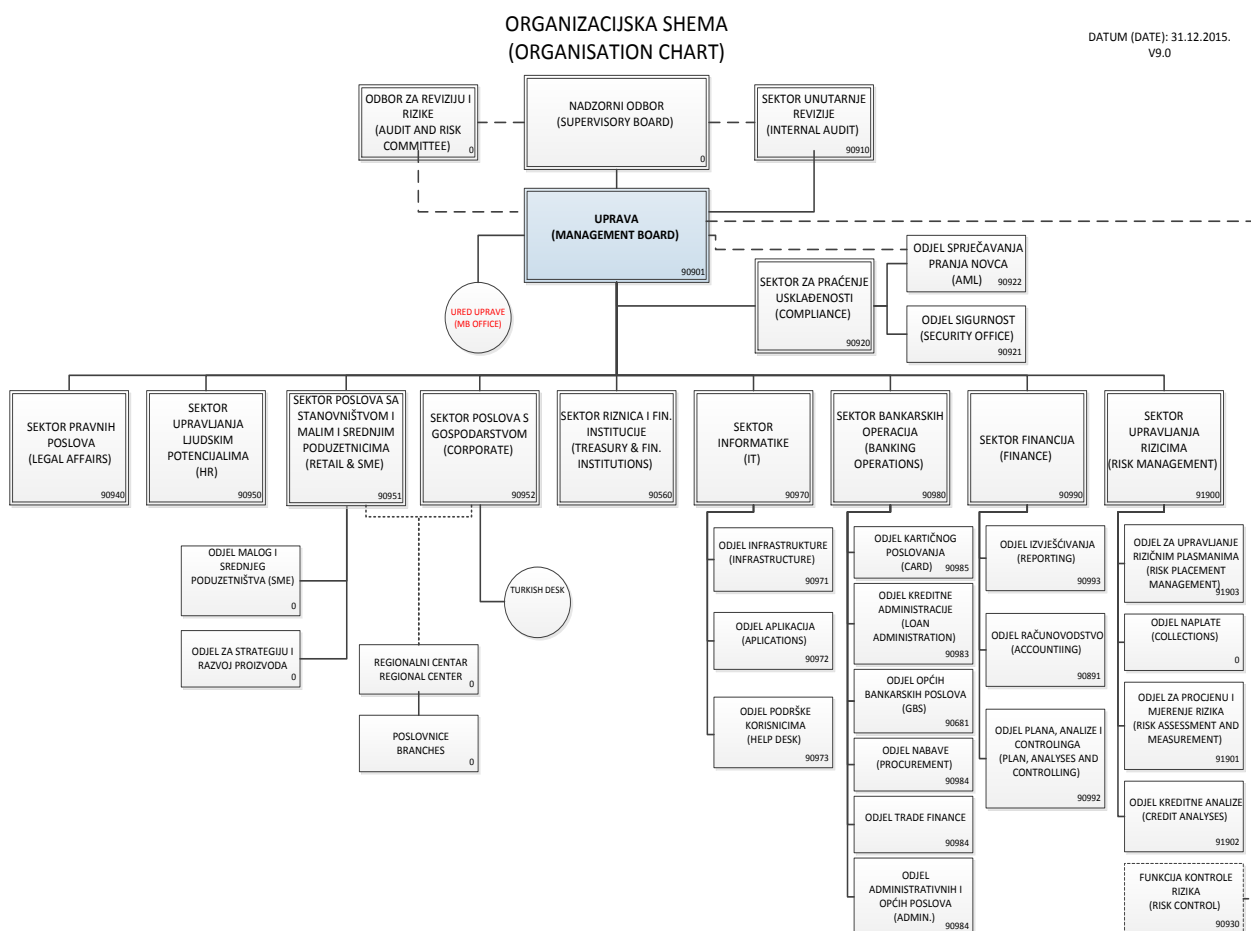 ORGANIZACIJSKA SHEMA
(ORGANISATION CHART)
DATUM (DATE): 31.12.2015.
V9.0
ODBOR ZA REVIZIJU I
RIZIKE
(AUDIT AND RISK
COMMITTEE)
0
NADZORNI ODBOR
(SUPERVISORY BOARD)
0
SEKTOR UNUTARNJE
REVIZIJE
(INTERNAL AUDIT)
90910
UPRAVA
(MANAGEMENT BOARD)
90901
URED UPRAVE
(MB OFFICE)
SEKTOR ZA PRAĆENJE
USKLAĐENOSTI
(COMPLIANCE)
90920
ODJEL SPRJEČAVANJA
PRANJA NOVCA
(AML)
90922
ODJEL SIGURNOST
(SECURITY OFFICE)
90921
SEKTOR PRAVNIH
POSLOVA
(LEGAL AFFAIRS)
90940
SEKTOR
UPRAVLJANJA
LJUDSKIM
POTENCIJALIMA
(HR)
90950
SEKTOR POSLOVA SA
STANOVNIŠTVOM I
MALIM I SREDNJIM
PODUZETNICIMA
(RETAIL & SME)
90951
SEKTOR POSLOVA S
GOSPODARSTVOM
(CORPORATE)
90952
SEKTOR RIZNICA I FIN.
INSTITUCIJE
(TREASURY & FIN.
INSTITUTIONS)
90560
SEKTOR
INFORMATIKE
(IT)
90970
SEKTOR BANKARSKIH
OPERACIJA
(BANKING
OPERATIONS)
90980
SEKTOR FINANCIJA
(FINANCE)
90990
SEKTOR
UPRAVLJANJA
RIZICIMA
(RISK MANAGEMENT)
91900
ODJEL MALOG I
SREDNJEG
PODUZETNIŠTVA (SME)
0
ODJEL ZA STRATEGIJU I
RAZVOJ PROIZVODA
0
REGIONALNI CENTAR
REGIONAL CENTER
0
POSLOVNICE
BRANCHES
0
TURKISH DESK
ODJEL INFRASTRUKTURE
(INFRASTRUCTURE)
90971
ODJEL APLIKACIJA
(APLICATIONS)
90972
ODJEL PODRŠKE
KORISNICIMA
(HELP DESK)
90973
ODJEL KARTIČNOG
POSLOVANJA
(CARD)
90985
ODJEL KREDITNE
ADMINISTRACIJE
(LOAN
ADMINISTRATION)
90983
ODJEL OPĆIH
BANKARSKIH POSLOVA
(GBS)
90681
ODJEL NABAVE
(PROCUREMENT)
90984
ODJEL TRADE FINANCE
90984
ODJEL
ADMINISTRATIVNIH I
OPĆIH POSLOVA
(ADMIN.)
90984
ODJEL IZVJEŠĆIVANJA
(REPORTING)
90993
ODJEL RAČUNOVODSTVO
(ACCOUNTIING)
90891
ODJEL PLANA, ANALIZE I
CONTROLINGA
(PLAN, ANALYSES AND
CONTROLLING)
90992
ODJEL ZA UPRAVLJANJE
RIZIČNIM PLASMANIMA
(RISK PLACEMENT
MANAGEMENT)
91903
ODJEL NAPLATE
(COLLECTIONS)
0
ODJEL ZA PROCJENU I
MJERENJE RIZIKA
(RISK ASSESSMENT AND
MEASUREMENT)
91901
ODJEL KREDITNE ANALIZE
(CREDIT ANALYSES)
91902
FUNKCIJA KONTROLE
RIZIKA
(RISK CONTROL)
90930